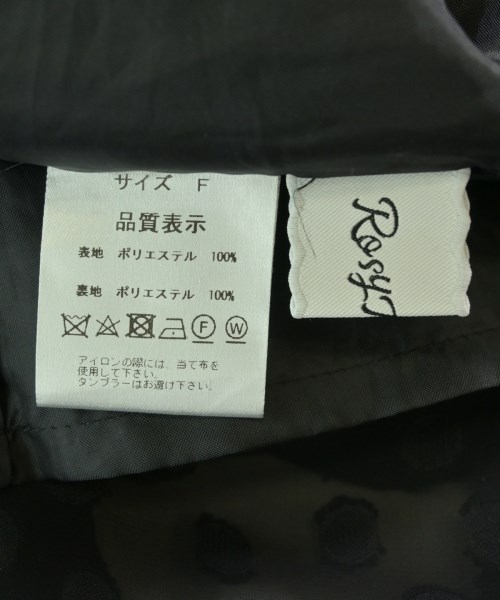 サイズ F
品質表示
表地 ポリエステル 100%
裏地 ポリエステル 100%
F W
アイロンの際には、当て布を
使用して下さい。
タンブラーはお避け下さい。
Rosy